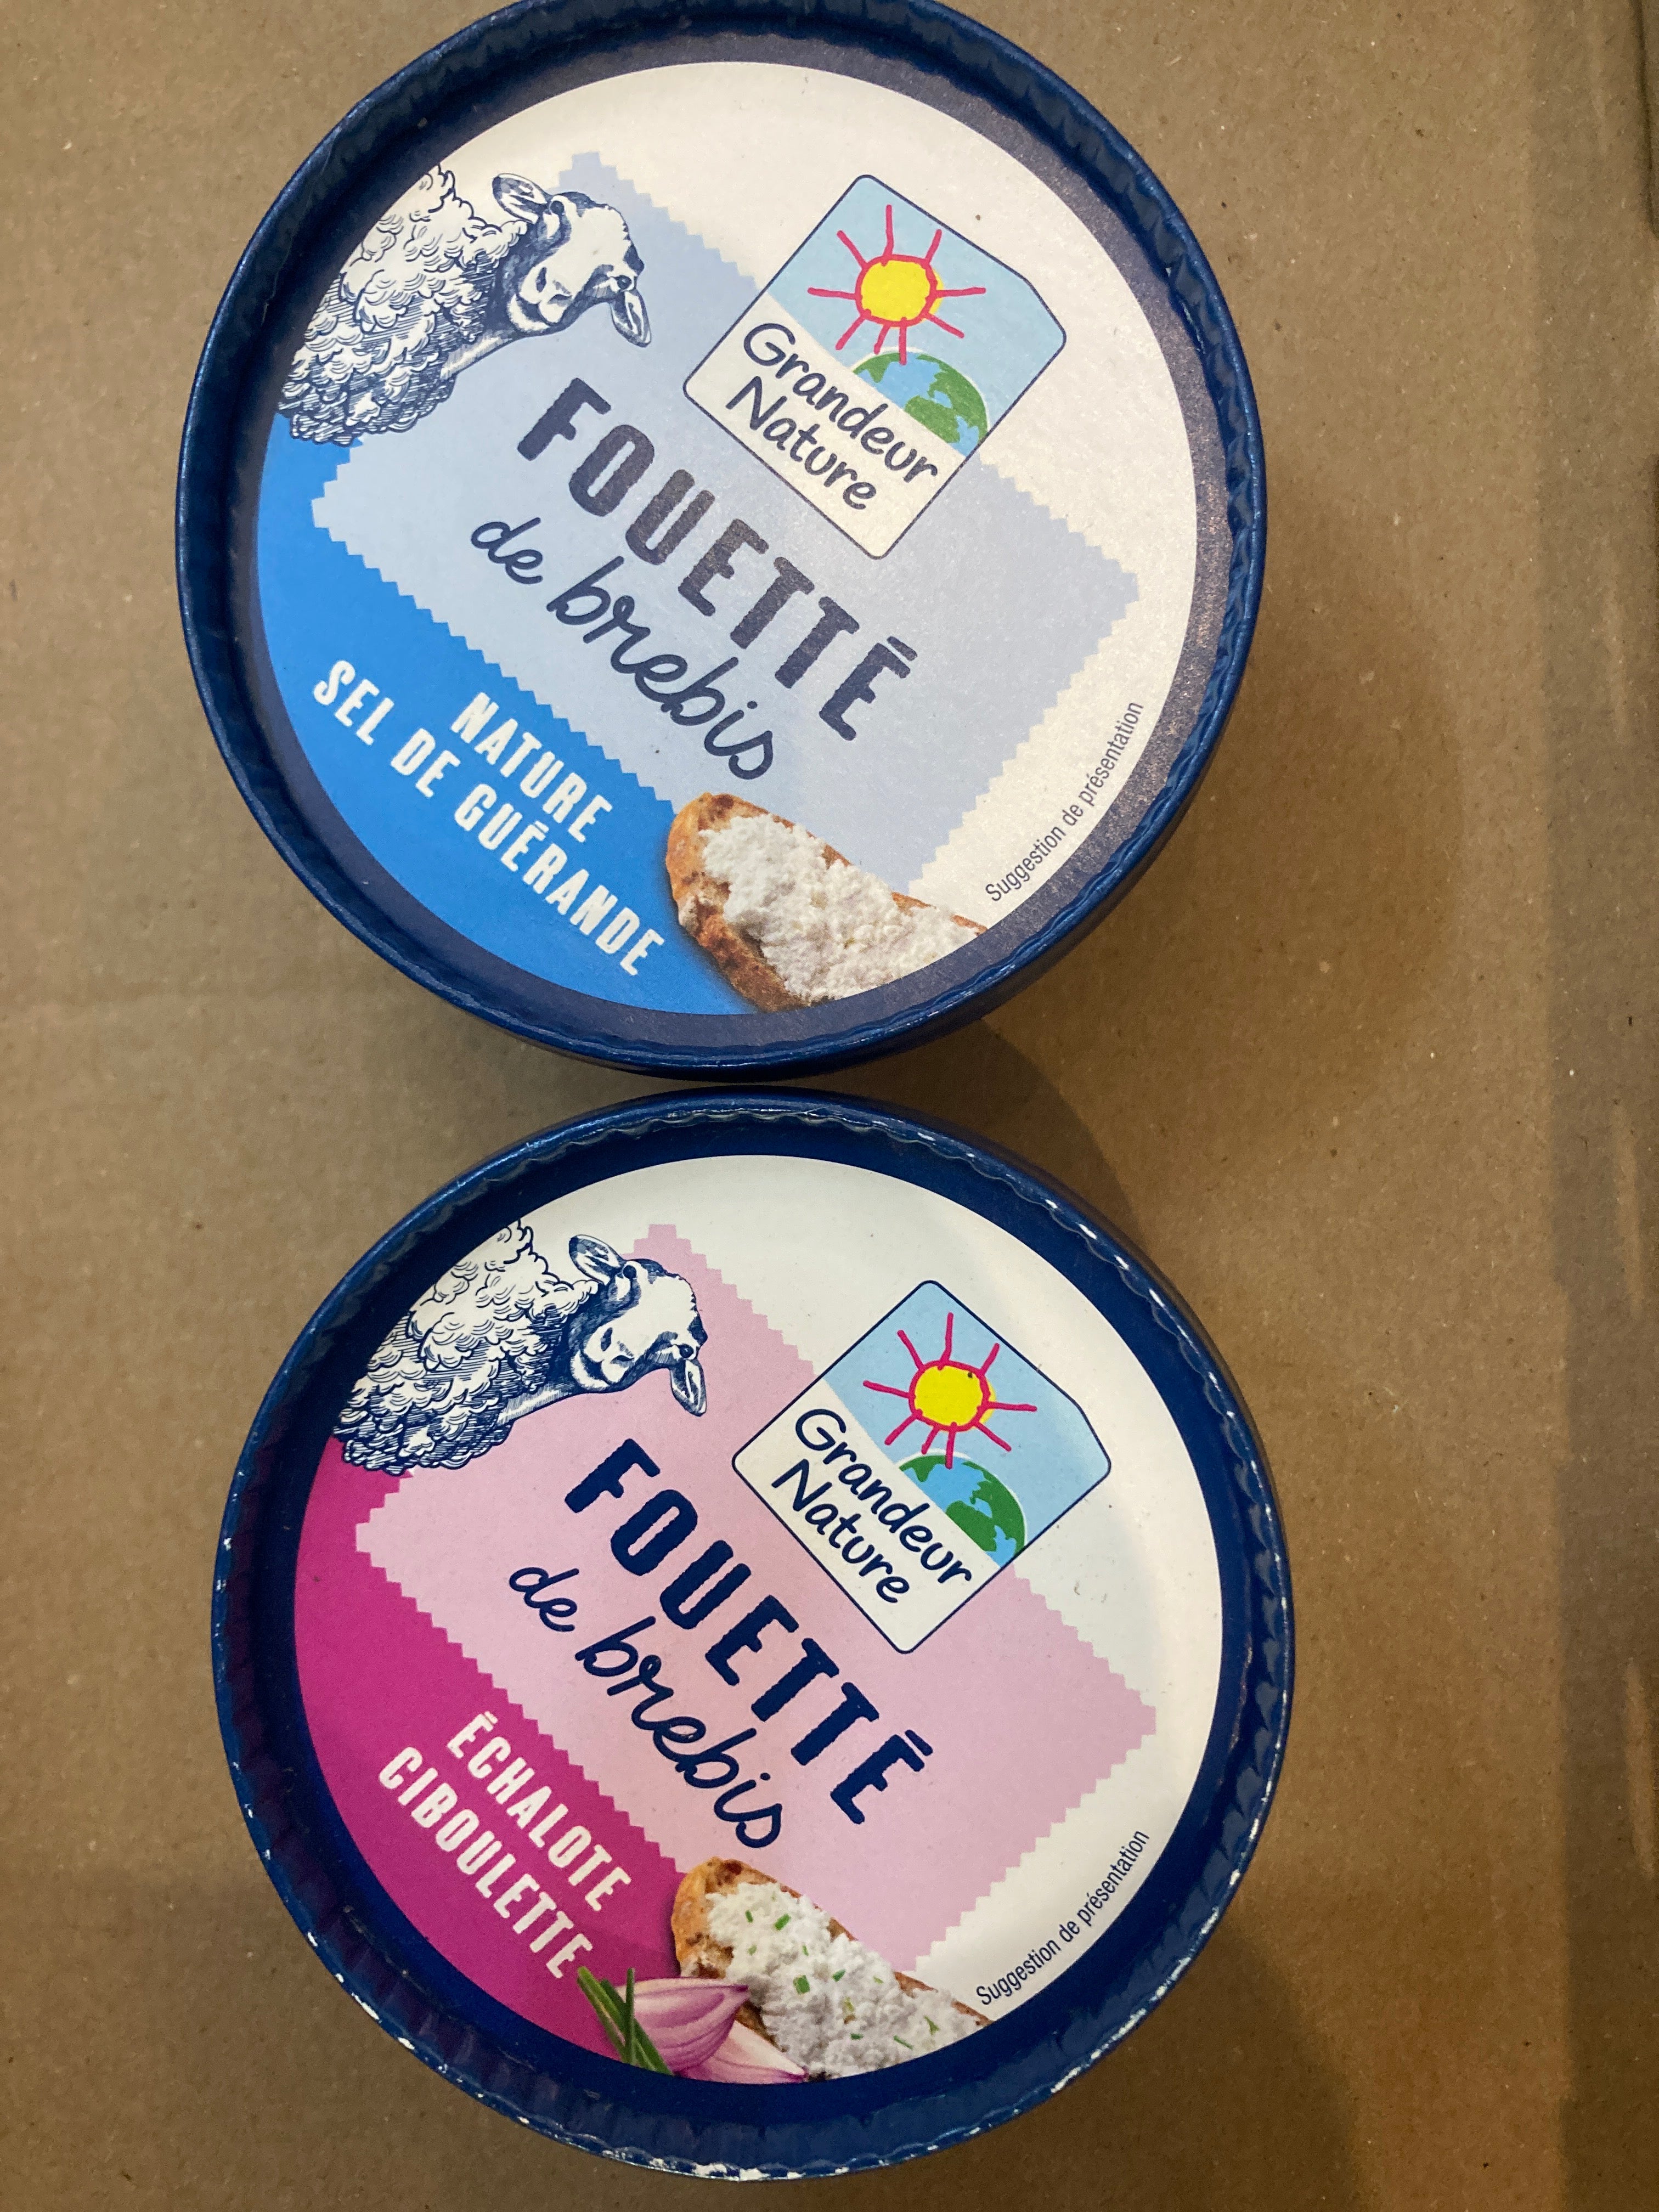 Grandeur
Nature
FOUETTÉ
de brebis
NATURE
SEL DE GUÉRANDE
Suggestion de présentation
Grandeur
Nature
FOUETTÉ
de brebis
ÉCHALOTE
CIBOULETTE
Suggestion de présentation